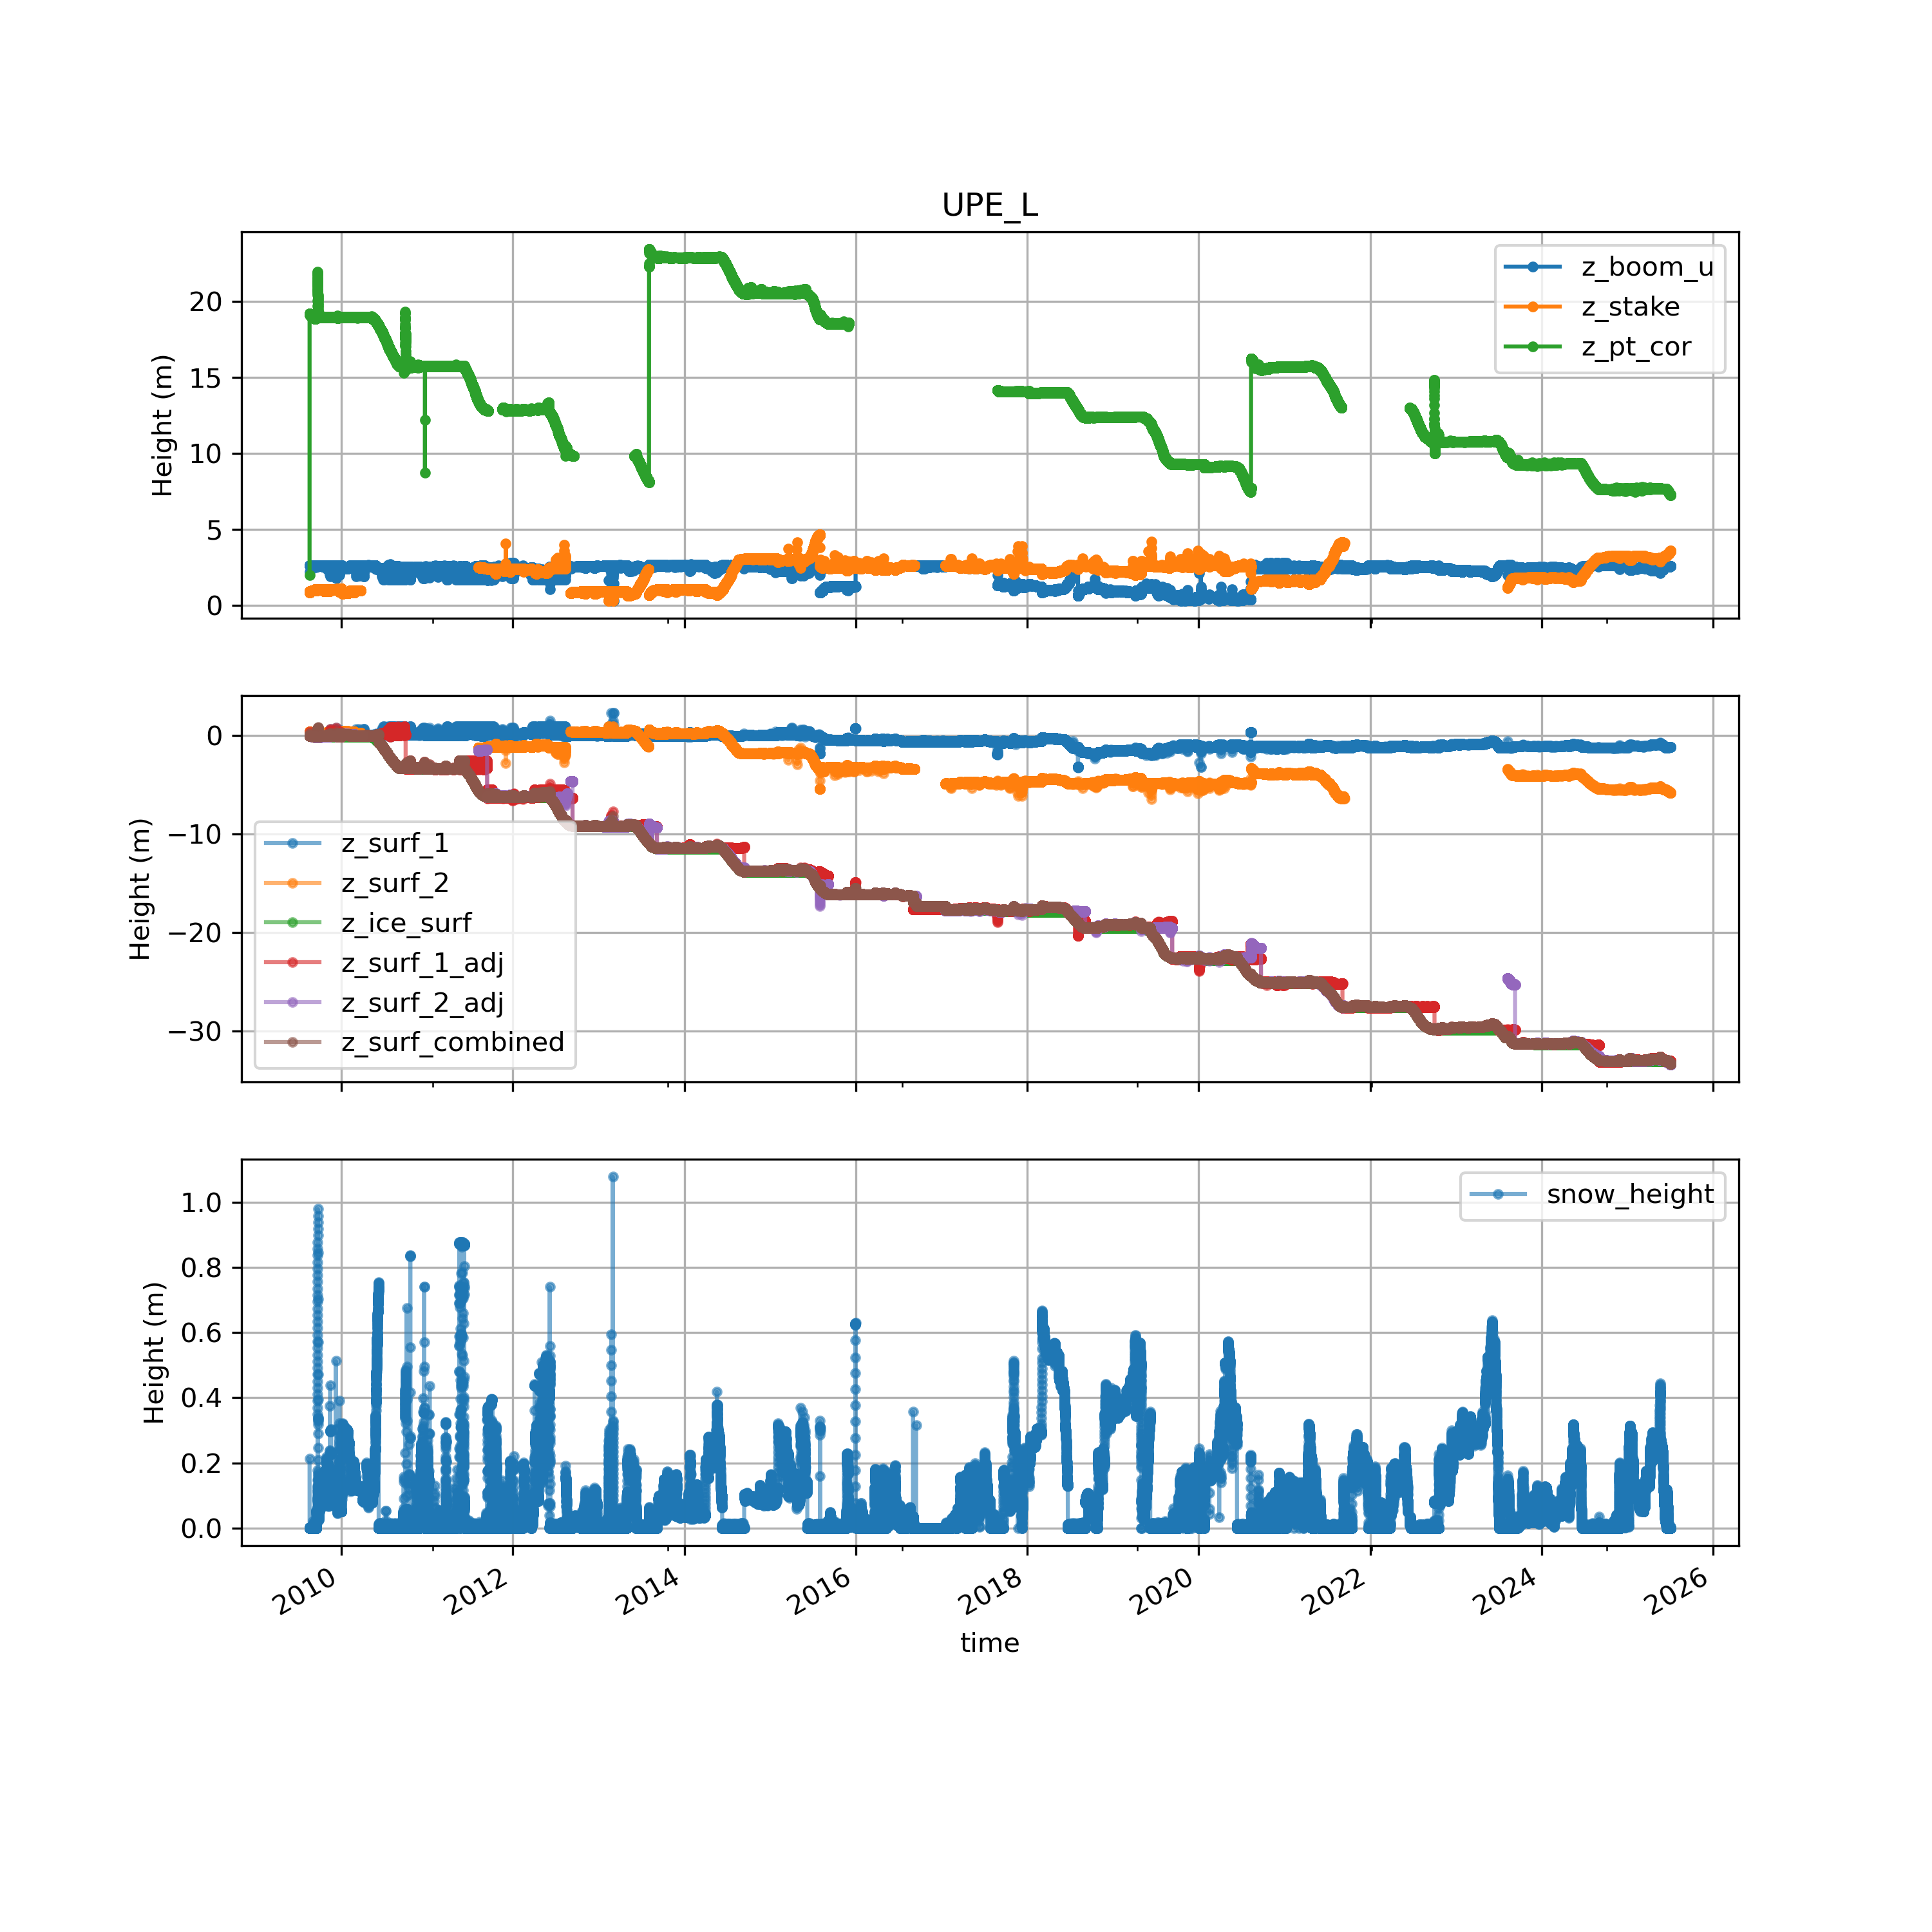 UPE_L
Height (m)
20
15
10
5
0
z_boom_u
z_stake
z_pt_cor
Height (m)
0
−10
−20
−30
z_surf_1
z_surf_2
z_ice_surf
z_surf_1_adj
z_surf_2_adj
z_surf_combined
Height (m)
1.0
0.8
0.6
0.4
0.2
0.0
snow_height
2010 2012 2014 2016 2018 2020 2022 2024 2026
time